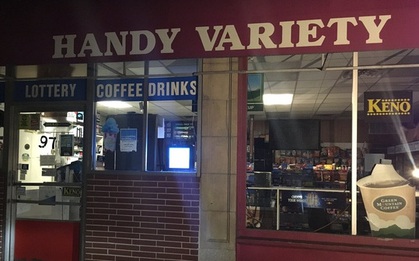 HANDY VARIETY
LOTTERY COFFEE DRINKS
KENO
97
GREEN MOUNTAIN
COFFEE